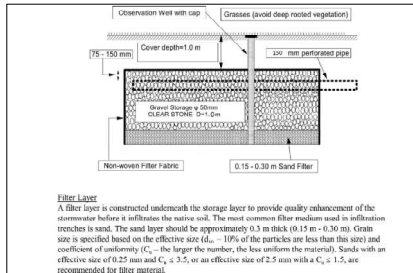 Observation Well with cap
Grasses (avoid deep rooted vegetation)
75 - 150 mm
Cover depth=1.0 m
150 mm perforated pipe
Gravel Storage φ 50mm
CLEAR STONE D=1.0m
Non-woven Filter Fabric
0.15 - 0.30 m Sand Filter
Filter Layer
A filter layer is constructed underneath the storage layer to provide quality enhancement of the
stormwater before it infiltrates the native soil. The most common filter medium used in infiltration
trenches is sand. The sand layer should be approximately 0.3 m thick (0.15 m - 0.30 m). Grain
size is specified based on the effective size (d₁₀ – 10% of the particles are less than this size) and
coefficient of uniformity (Cᵤ – the larger the number, the less uniform the material). Sands with an
effective size of 0.25 mm and Cᵤ ≤ 3.5, or an effective size of 2.5 mm with a Cᵤ ≤ 1.5, are
recommended for filter material.